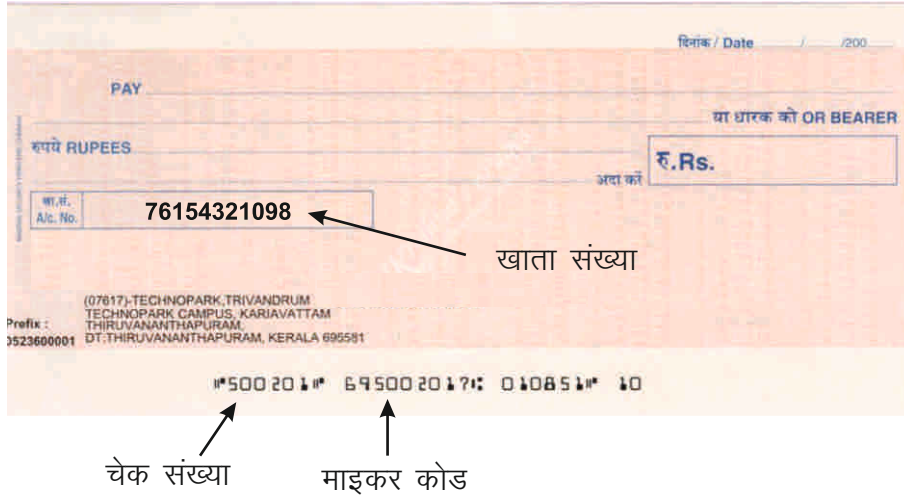 दिनांक / Date / /200
PAY
या धारक को OR BEARER
रुपये RUPEES
अदा करें
रु.Rs.
खा.सं.
A/c. No.
76154321098
खाता संख्या
(07617)-TECHNOPARK,TRIVANDRUM
TECHNOPARK CAMPUS, KARIAVATTAM
Prefix : THIRUVANANTHAPURAM,
0523600001 DT:THIRUVANANTHAPURAM, KERALA 695581
⑈500201⑈ 695002017⑆ 010851⑈ 10
चेक संख्या
माइकर कोड